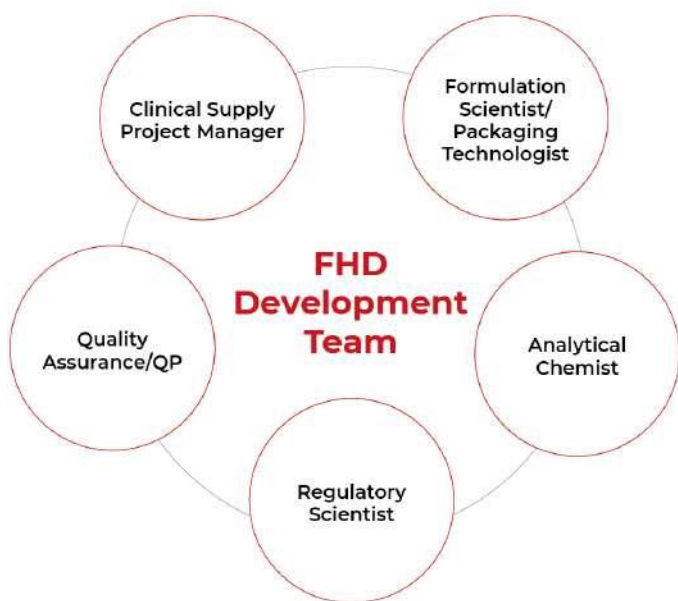 Clinical Supply
Project Manager
Formulation
Scientist/
Packaging
Technologist
FHD
Development
Team
Quality
Assurance/QP
Analytical
Chemist
Regulatory
Scientist